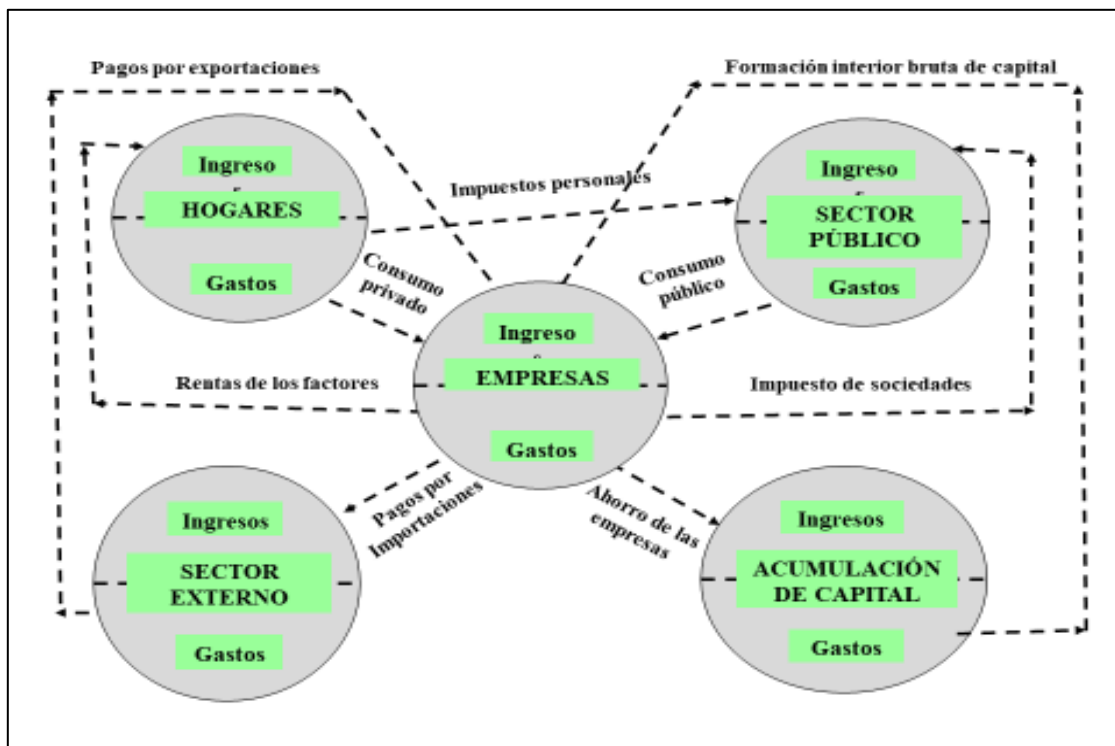 Pagos por exportaciones
Formación interior bruta de capital
Ingreso
HOGARES
Gastos
Impuestos personales
Ingreso
SECTOR
PÚBLICO
Gastos
Consumo
privado
Consumo
público
Ingreso
EMPRESAS
Gastos
Rentas de los factores
Impuesto de sociedades
Pagos por
Importaciones
Ahorro de las
empresas
Ingresos
SECTOR
EXTERNO
Gastos
Ingresos
ACUMULACIÓN
DE CAPITAL
Gastos